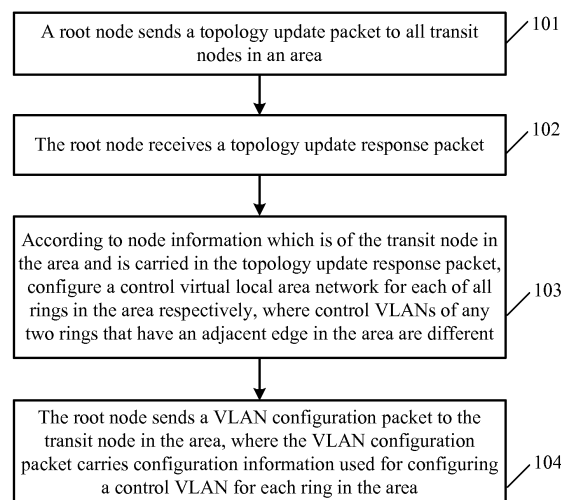 A root node sends a topology update packet to all transit
nodes in an area
101
The root node receives a topology update response packet
102
According to node information which is of the transit node in
the area and is carried in the topology update response packet,
configure a control virtual local area network for each of all
rings in the area respectively, where control VLANs of any
two rings that have an adjacent edge in the area are different
103
The root node sends a VLAN configuration packet to the
transit node in the area, where the VLAN configuration
packet carries configuration information used for configuring
a control VLAN for each ring in the area
104